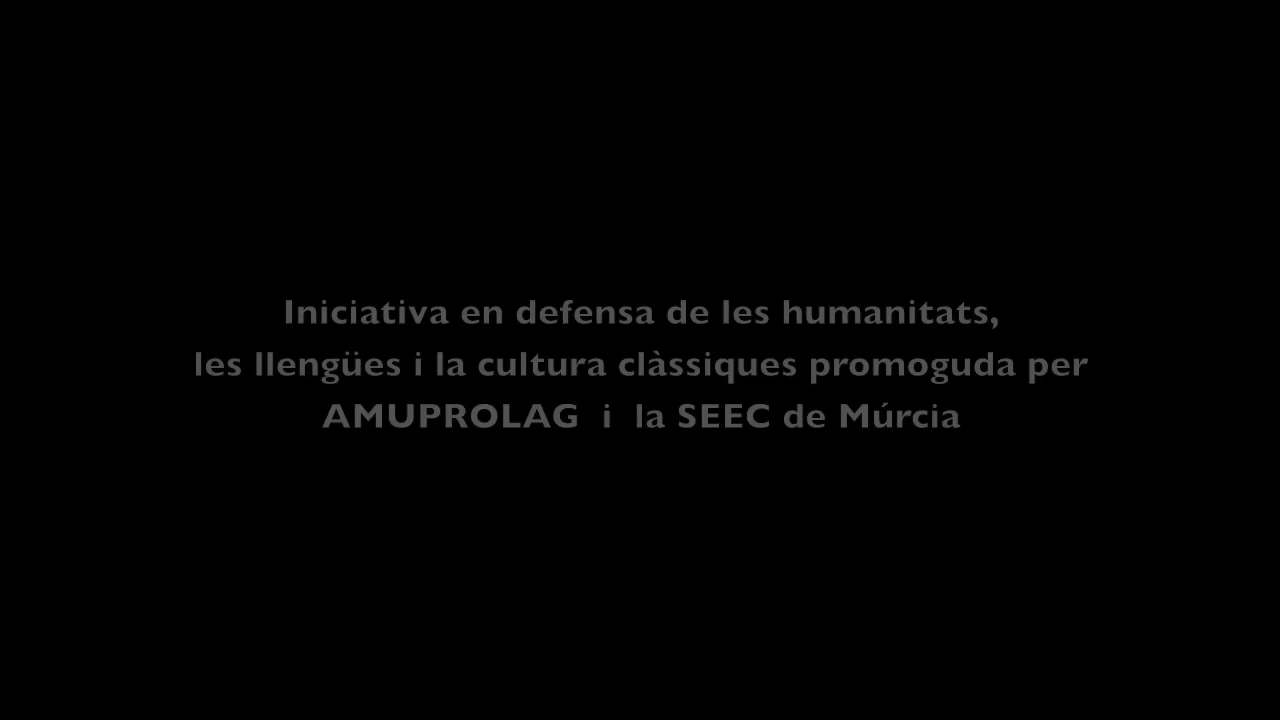 Iniciativa en defensa de les humanitats,
les llengües i la cultura clàssiques promoguda per
AMUPROLAG i la SEEC de Múrcia